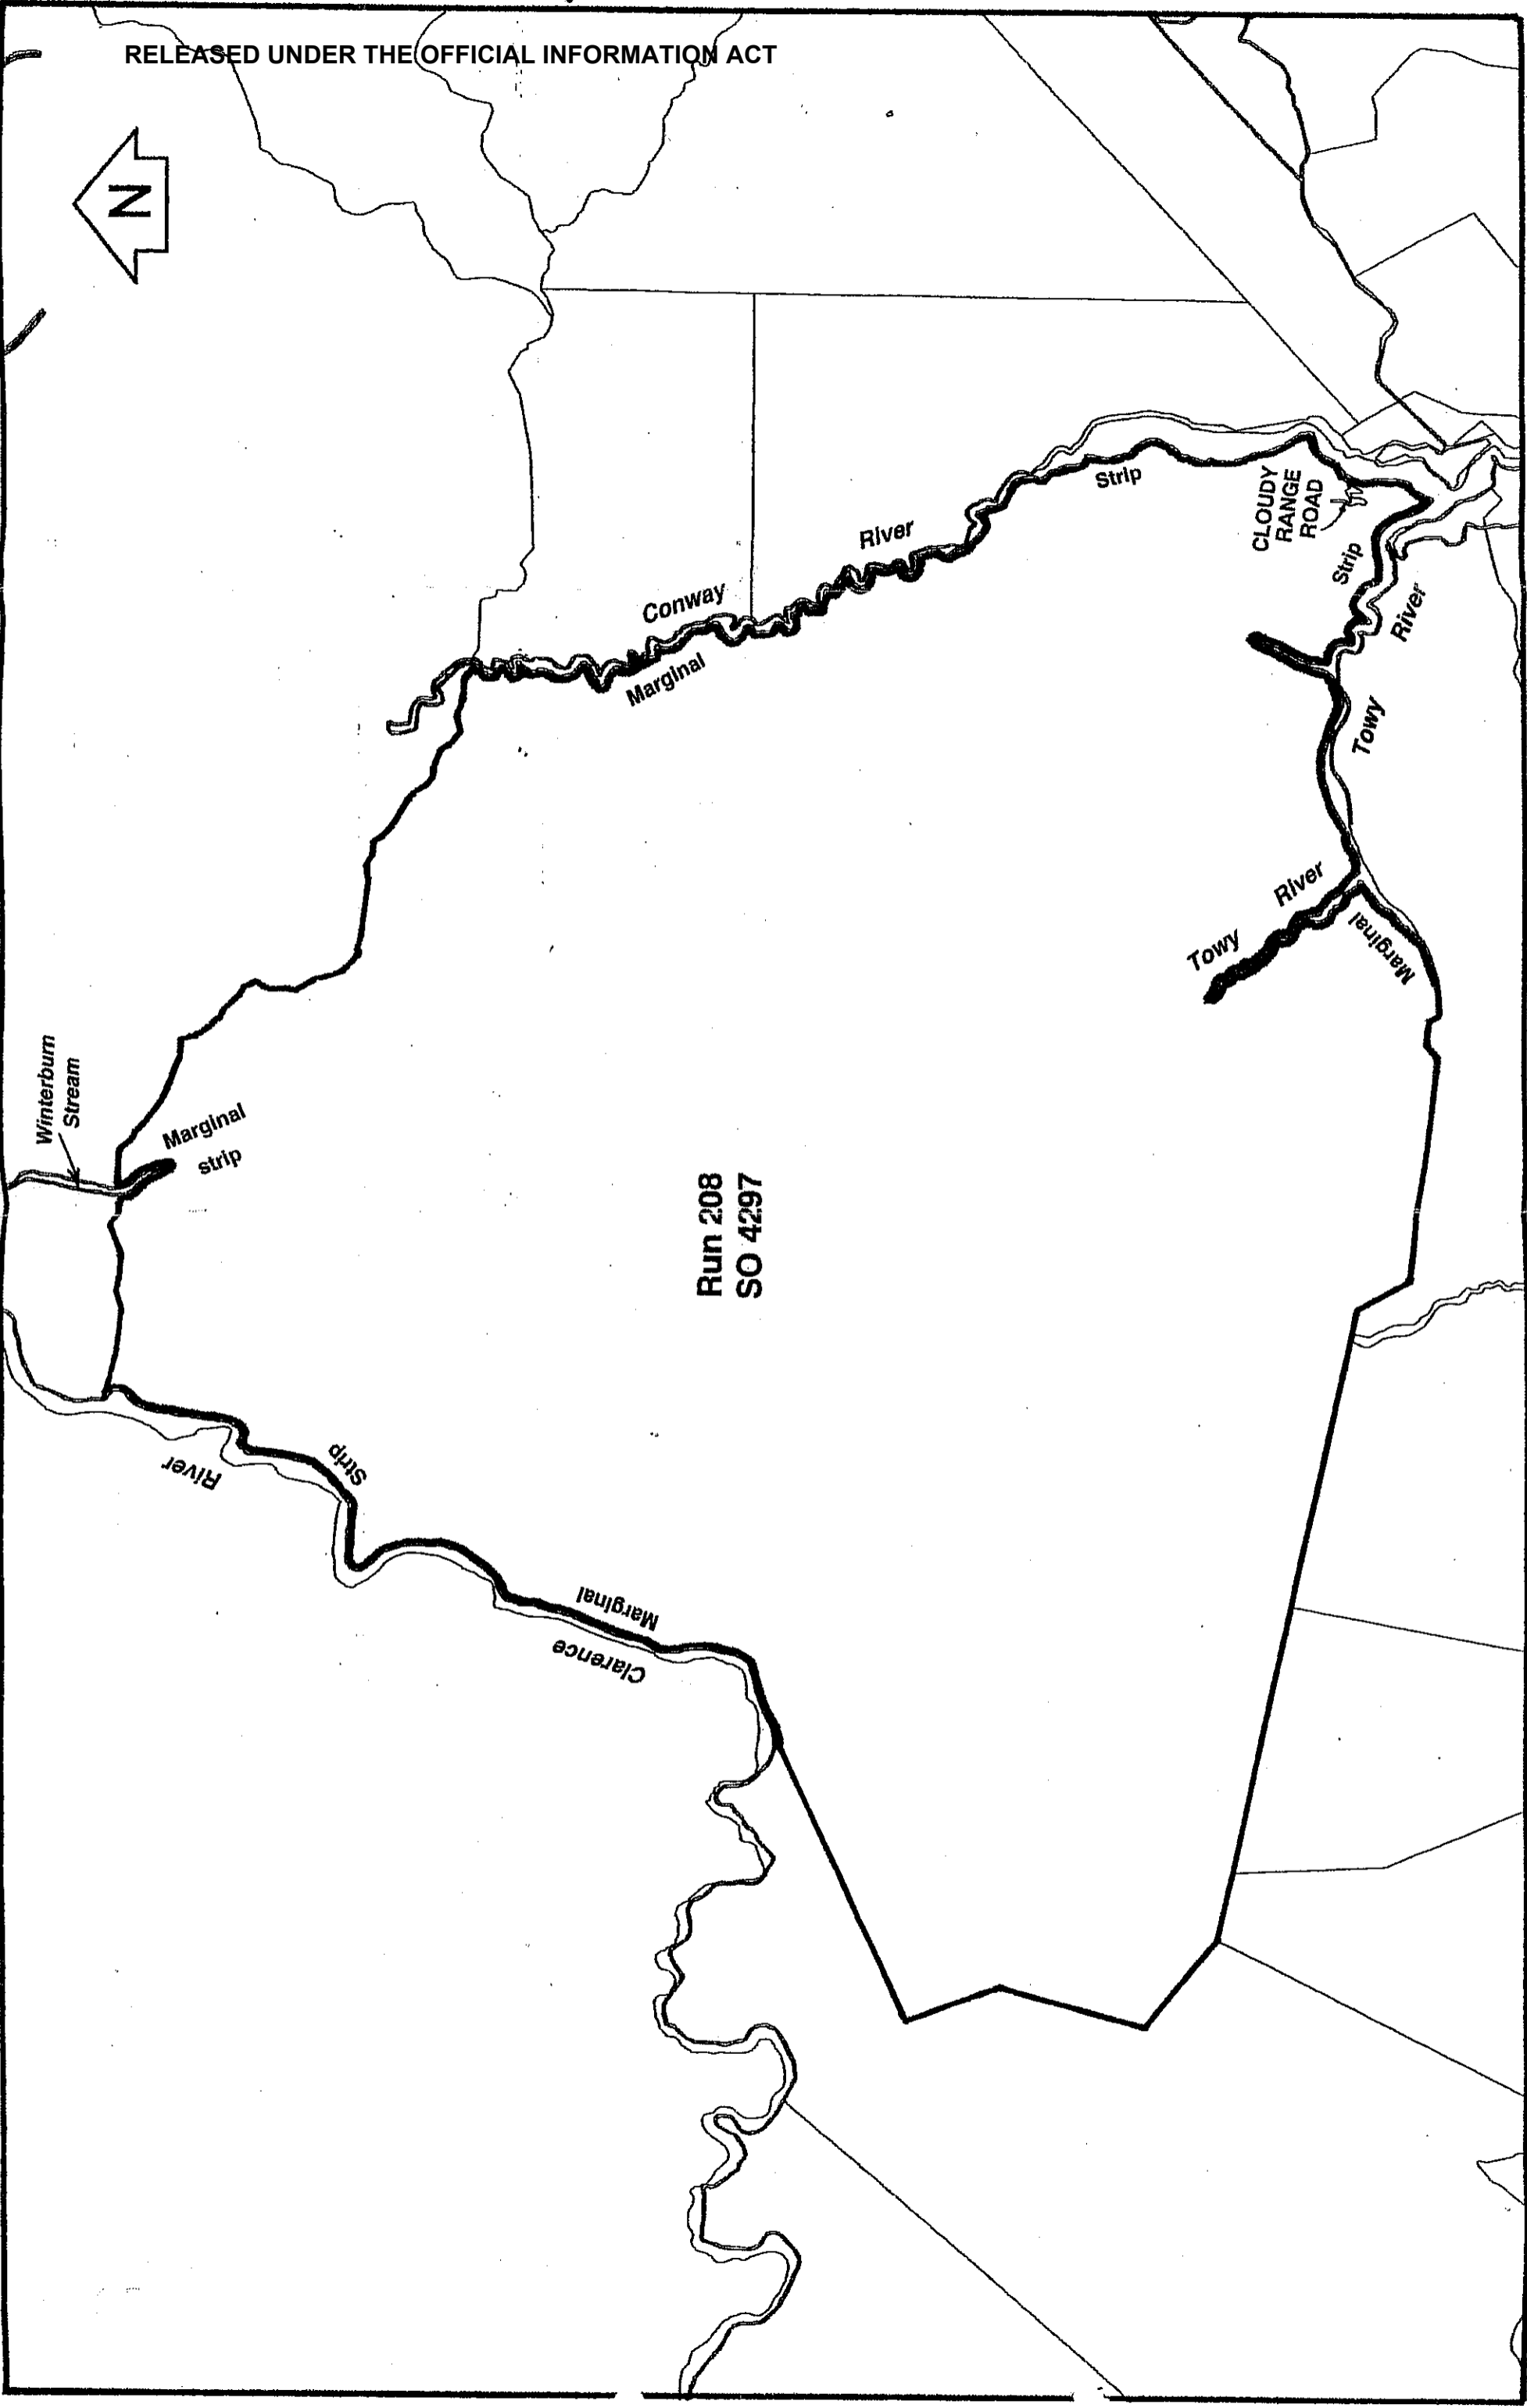 RELEASED UNDER THE OFFICIAL INFORMATION ACT
N
Winterburn
Stream
Marginal
strip
River
Strip
Marginal
Clarence
Conway
River
Marginal
Strip
CLOUDY
RANGE
ROAD
Strip
River
Towy
Towy
River
Marginal
Run 208
SO 4297